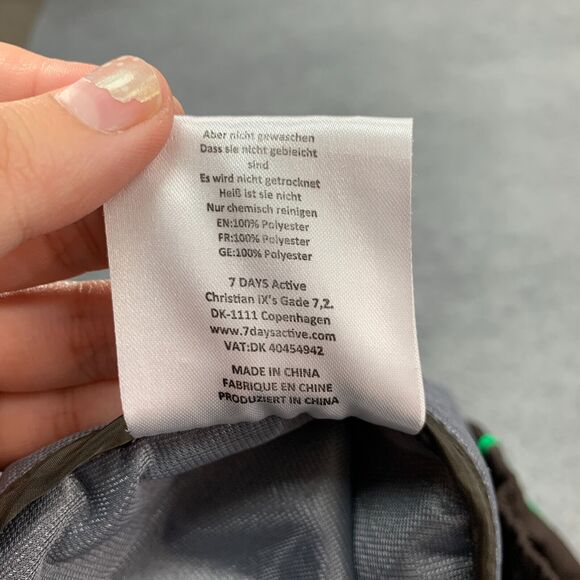 Aber nicht gewaschen
Dass sie nicht gebleicht
sind
Es wird nicht getrocknet
Heiß ist sie nicht
Nur chemisch reinigen
EN:100% Polyester
FR:100% Polyester
GE:100% Polyester
7 DAYS Active
Christian iX's Gade 7,2.
DK-1111 Copenhagen
www.7daysactive.com
VAT:DK 40454942
MADE IN CHINA
FABRIQUE EN CHINE
PRODUZIERT IN CHINA